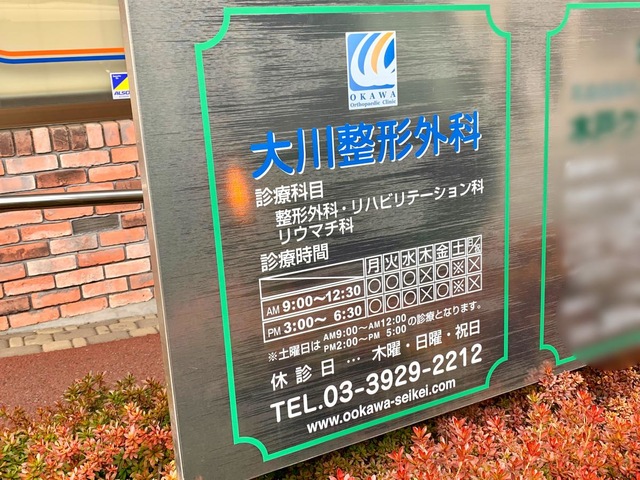 OKAWA
Orthopaedic Clinic
大川整形外科
診療科目
整形外科・リハビリテーション科
リウマチ科
診療時間
月 火 水 木 金 土 日/祝
AM 9:00〜12:30 ○ ○ ○ × ○ ※ ×
PM 3:00〜 6:30 ○ ○ ○ × ○ ※ ×
※土曜日は AM9:00〜AM12:00 の診療となります。
PM2:00〜PM 5:00
休診日 … 木曜・日曜・祝日
TEL.03-3929-2212
www.ookawa-seikei.com
ALSOK